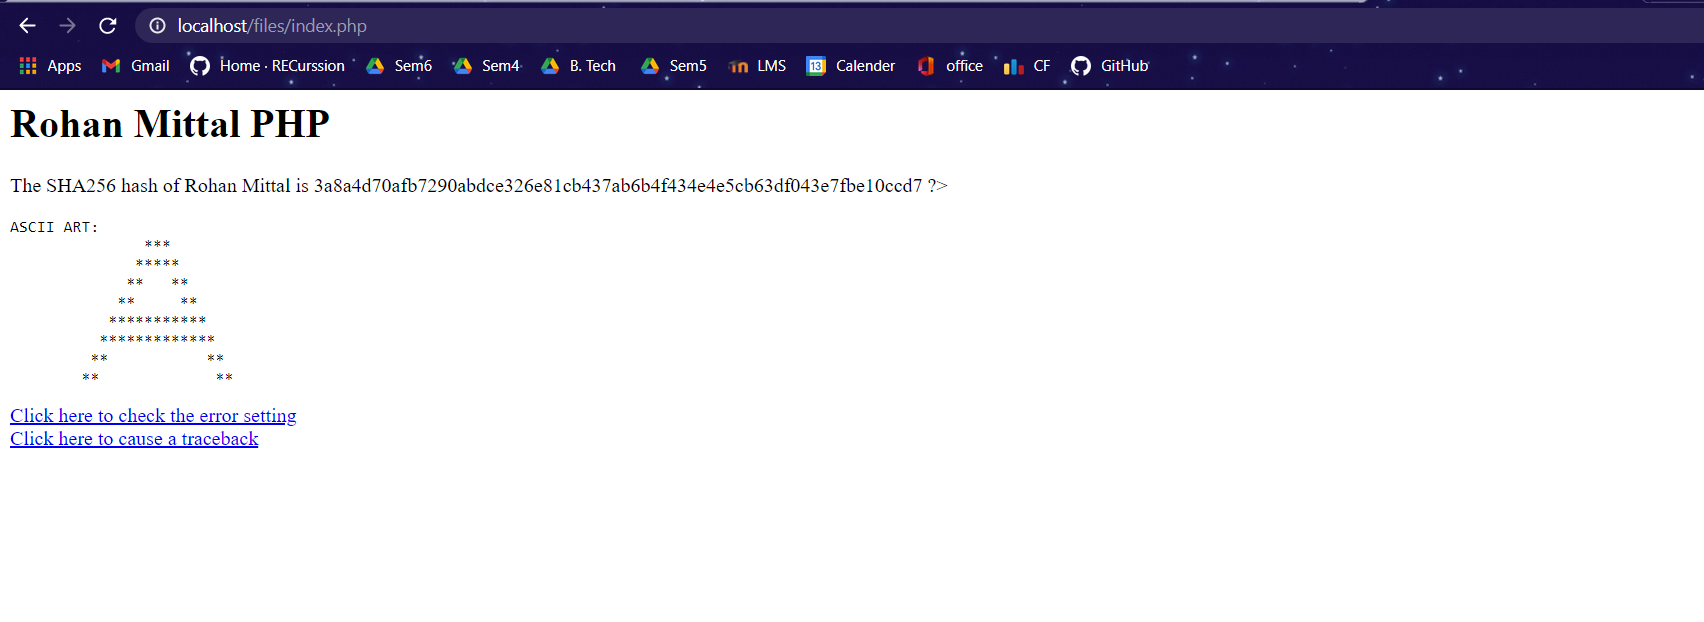 localhost/files/index.php
Apps Gmail Home · RECurssion Sem6 Sem4 B. Tech Sem5 LMS 13 Calender office CF GitHub
Rohan Mittal PHP
The SHA256 hash of Rohan Mittal is 3a8a4d70afb7290abdce326e81cb437ab6b4f434e4e5cb63df043e7fbe10ccd7 ?>
ASCII ART:
               ***
              *****
             **   **
            **     **
           ***********
          *************
         **           **
        **             **
Click here to check the error setting
Click here to cause a traceback